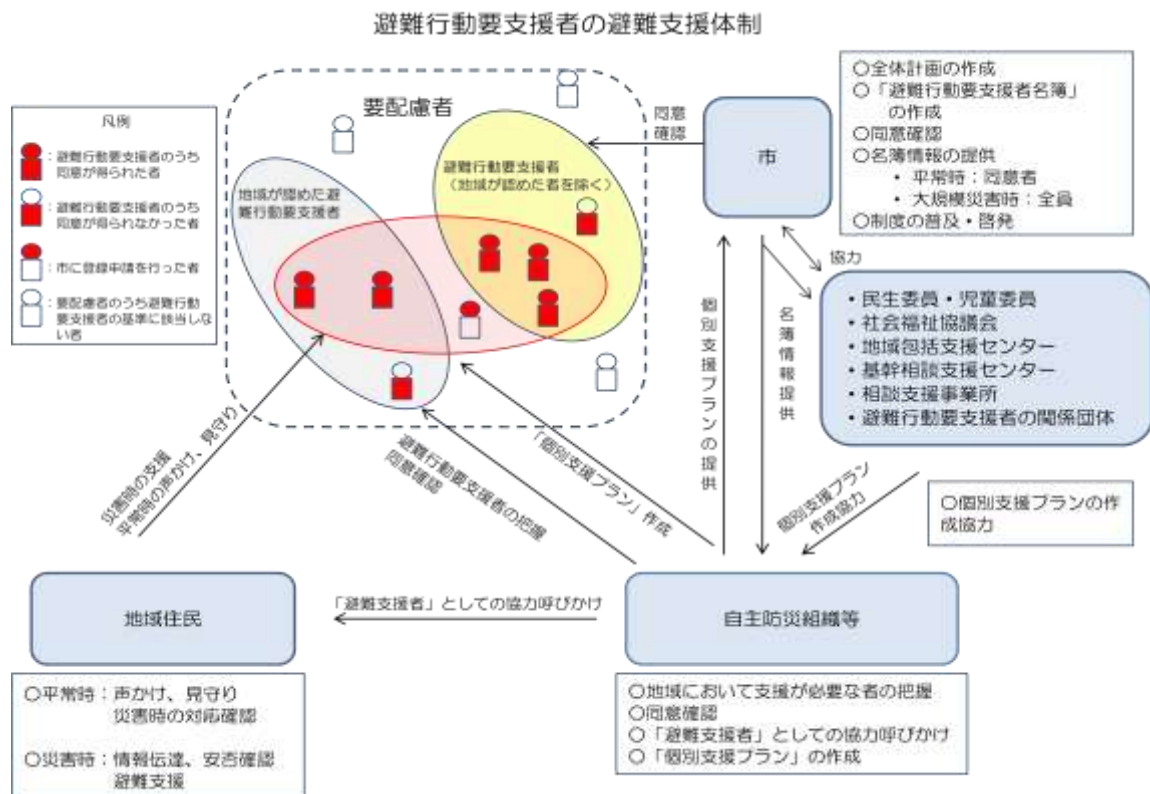 避難行動要支援者の避難支援体制
凡例
：避難行動要支援者のうち
同意が得られた者
：避難行動要支援者のうち
同意が得られなかった者
：市に登録申請を行った者
：要配慮者のうち避難行動
要支援者の基準に該当しな
い者
要配慮者
地域が認めた避
難行動要支援者
避難行動要支援者
（地域が認めた者を除く）
同意
確認
市
○全体計画の作成
○「避難行動要支援者名簿」
の作成
○同意確認
○名簿情報の提供
・ 平常時：同意者
・ 大規模災害時：全員
○制度の普及・啓発
協力
・民生委員・児童委員
・社会福祉協議会
・地域包括支援センター
・基幹相談支援センター
・相談支援事業所
・避難行動要支援者の関係団体
個別支援プランの提供
名簿情報提供
個別支援プラン
作成協力
○個別支援プランの作
成協力
災害時の支援
平常時の声かけ、見守り
避難行動要支援者の把握
同意確認
「個別支援プラン」作成
地域住民
「避難支援者」としての協力呼びかけ
自主防災組織等
○平常時：声かけ、見守り
災害時の対応確認
○災害時：情報伝達、安否確認
避難支援
○地域において支援が必要な者の把握
○同意確認
○「避難支援者」としての協力呼びかけ
○「個別支援プラン」の作成